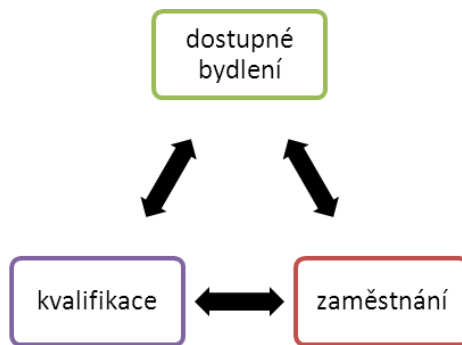 dostupné
bydlení
kvalifikace
zaměstnání